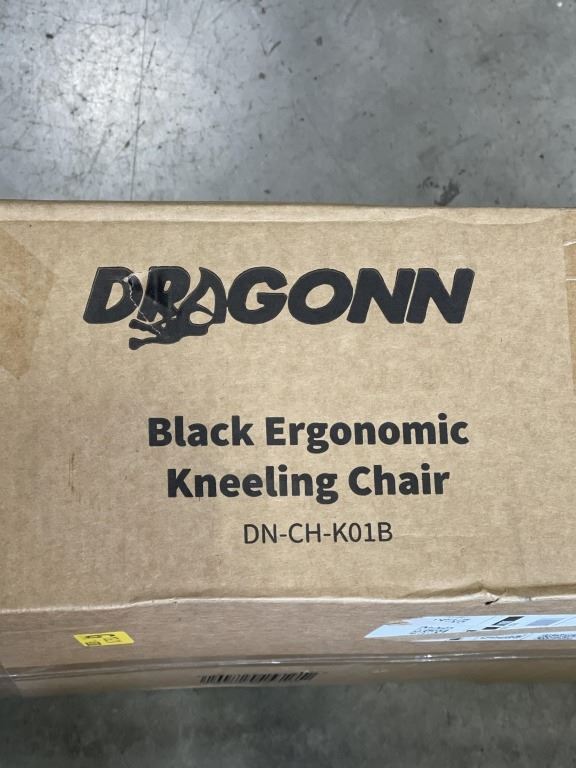 DRAGONN
Black Ergonomic
Kneeling Chair
DN-CH-K01B